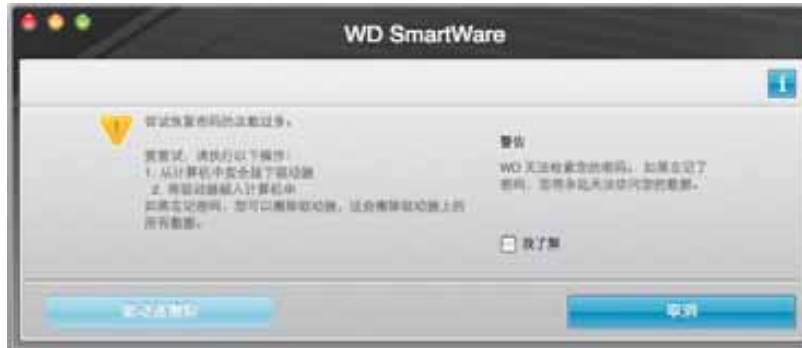 WD SmartWare
尝试恢复密码的次数过多。
要重试，请执行以下操作：
1. 从计算机中安全拔下驱动器
2. 将驱动器插入计算机中
如果忘记密码，您可以擦除驱动器，这会擦除驱动器上的
所有数据。
警告
WD 无法检索您的密码。 如果忘记了
密码，您将永远无法访问您的数据。
我了解
取消